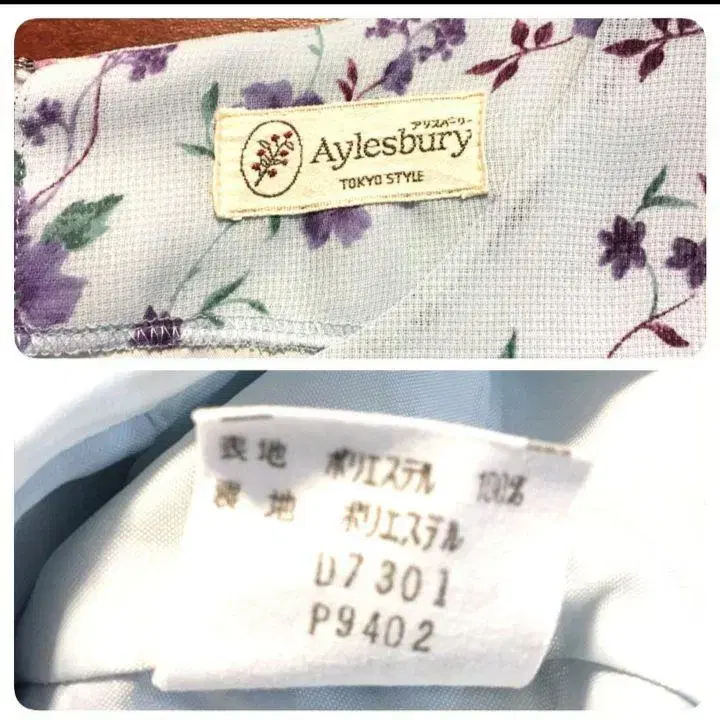 アリスバーリー
Aylesbury
TOKYO STYLE
表地 ポリエステル 100%
裏地 ポリエステル
D7301
P9402